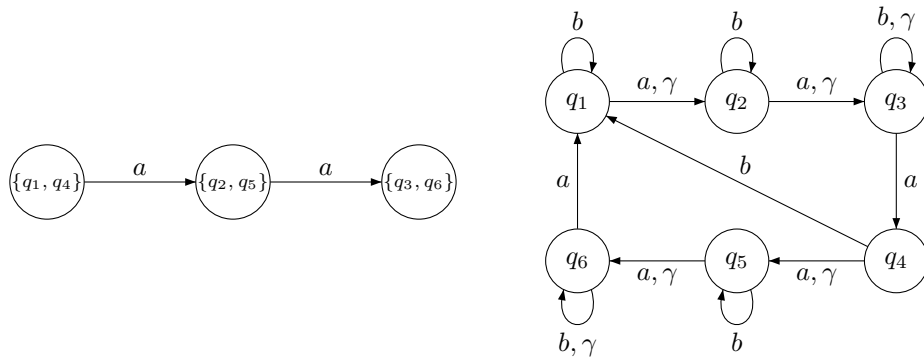 b
b
b, γ
q1
a, γ
q2
a, γ
q3
{q1, q4}
a
{q2, q5}
a
{q3, q6}
a
b
a
q6
a, γ
q5
a, γ
q4
b, γ
b